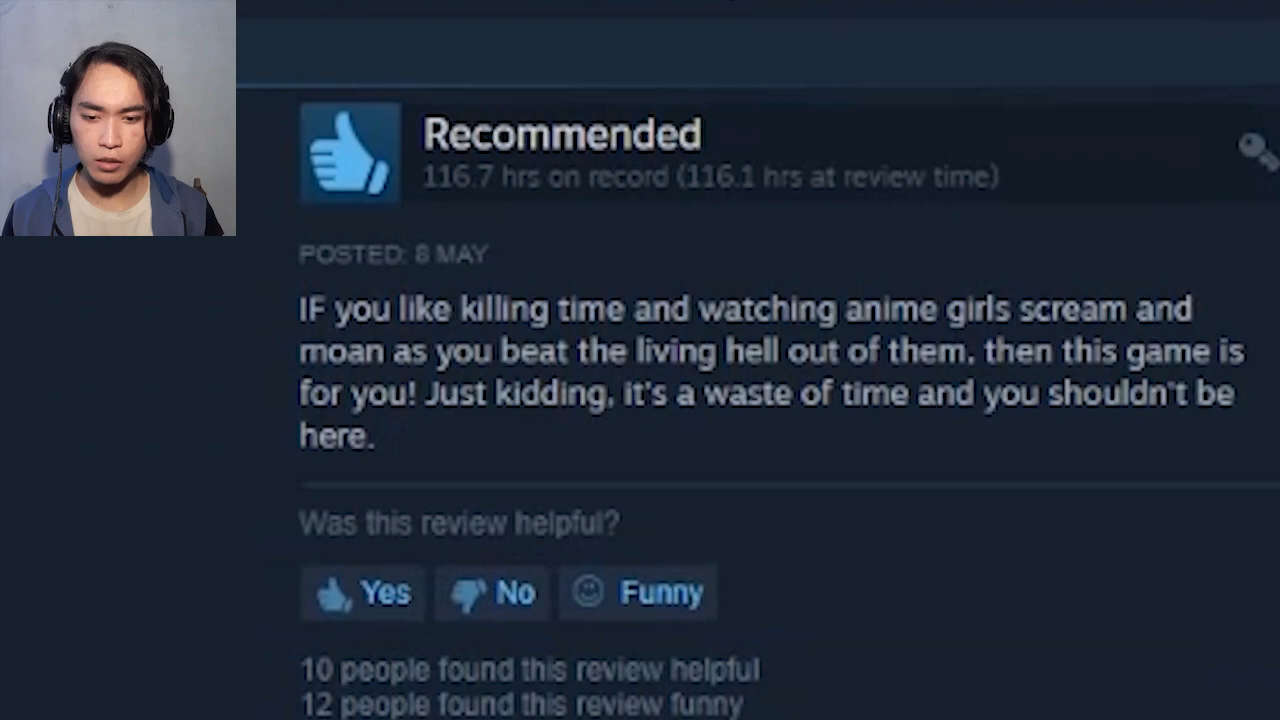 Recommended
116.7 hrs on record (116.1 hrs at review time)
POSTED: 8 MAY
IF you like killing time and watching anime girls scream and
moan as you beat the living hell out of them, then this game is
for you! Just kidding, it's a waste of time and you shouldn't be
here.
Was this review helpful?
Yes No Funny
10 people found this review helpful
12 people found this review funny